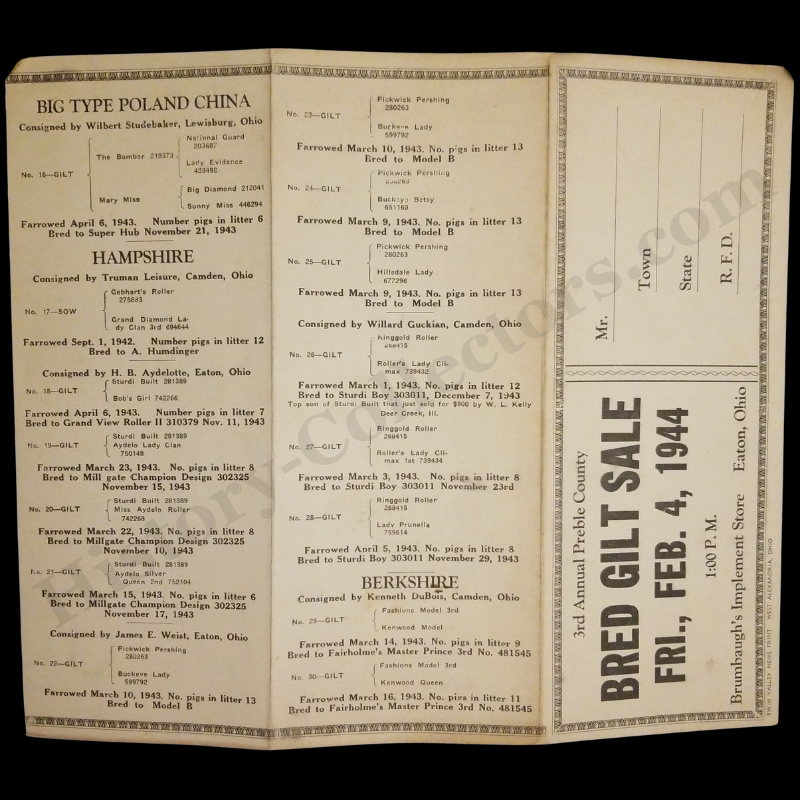 BIG TYPE POLAND CHINA
Consigned by Wilbert Studebaker, Lewisburg, Ohio
National Guard
203687
The Bomber 218373
Lady Evidence
433490
No. 16—GILT
Big Diamond 212041
Mary Miss
Sunny Miss 446294
Farrowed April 6, 1943. Number pigs in litter 6
Bred to Super Hub November 21, 1943
HAMPSHIRE
Consigned by Truman Leisure, Camden, Ohio
Gebhart's Roller
275883
No. 17—SOW
Grand Diamond La-
dy Clan 3rd 694644
Farrowed Sept. 1, 1942. Number pigs in litter 12
Bred to A. Humdinger
Consigned by H. B. Aydelotte, Eaton, Ohio
Sturdi Built 281389
No. 18—GILT
Bob's Girl 742266
Farrowed April 6, 1943. Number pigs in litter 7
Bred to Grand View Roller II 310379 Nov. 11, 1943
Sturdi Built 281389
No. 19—GILT
Aydelo Lady Clan
750148
Farrowed March 23, 1943. No. pigs in litter 8
Bred to Mill gate Champion Design 302325
November 15, 1943
Sturdi Built 281389
No. 20—GILT
Miss Aydelo Roller
742268
Farrowed March 22, 1943. No. pigs in litter 8
Bred to Millgate Champion Design 302325
November 10, 1943
Sturdi Built 281389
No. 21—GILT
Aydelo Silver
Queen 2nd 752104
Farrowed March 15, 1943. No. pigs in litter 6
Bred to Millgate Champion Design 302325
November 17, 1943
Consigned by James E. Weist, Eaton, Ohio
Pickwick Pershing
280263
No. 22—GILT
Buckeye Lady
599792
Farrowed March 10, 1943. No. pigs in litter 13
Bred to Model B
Pickwick Pershing
280263
No. 23—GILT
Buckeye Lady
599792
Farrowed March 10, 1943. No. pigs in litter 13
Bred to Model B
Pickwick Pershing
No. 24—GILT
Buckeye Betsy
651160
Farrowed March 9, 1943. No. pigs in litter 13
Bred to Model B
Pickwick Pershing
280263
No. 25—GILT
Hillsdale Lady
677296
Farrowed March 9, 1943. No. pigs in litter 13
Bred to Model B
Consigned by Willard Guckian, Camden, Ohio
Ringgold Roller
268415
No. 26—GILT
Roller's Lady Cli-
max 739432
Farrowed March 1, 1943. No. pigs in litter 12
Bred to Sturdi Boy 303011, December 7, 1943
Top son of Sturdi Built that just sold for $900 by W. L. Kelly
Deer Creek, Ill.
Ringgold Roller
268415
No. 27—GILT
Roller's Lady Cli-
max 1st 739434
Farrowed March 3, 1943. No. pigs in litter 8
Bred to Sturdi Boy 303011 November 23rd
Ringgold Roller
268415
No. 28—GILT
Lady Prunella
759614
Farrowed April 5, 1943. No. pigs in litter 8
Bred to Sturdi Boy 303011 November 29, 1943
BERKSHIRE
Consigned by Kenneth DuBois, Camden, Ohio
Fashions Model 3rd
No. 29—GILT
Kenwood Model
Farrowed March 14, 1943. No. pigs in litter 9
Bred to Fairholme's Master Prince 3rd No. 481545
Fashions Model 3rd
No. 30—GILT
Kenwood Queen
Farrowed March 16, 1943. No. pigs in litter 11
Bred to Fairholme's Master Prince 3rd No. 481545
Mr.
Town
State
R. F. D.
3rd Annual Preble County
BRED GILT SALE
FRI., FEB. 4, 1944
1:00 P. M.
Brumbaugh's Implement Store Eaton, Ohio
TWIN VALLEY NEWS PRINT WEST ALEXANDRIA, OHIO
History-Collectors.com